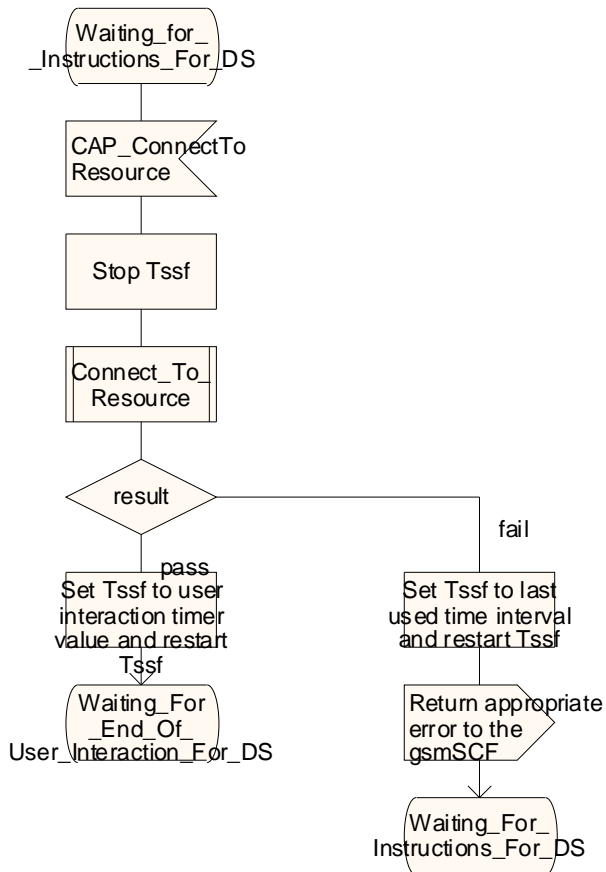 Waiting_for_
_Instructions_For_DS
CAP_ConnectTo
Resource
Stop Tssf
Connect_To_
Resource
result
fail
pass
Set Tssf to user
interaction timer
value and restart
Tssf
Set Tssf to last
used time interval
and restart Tssf
Waiting_For
_End_Of_
User_Interaction_For_DS
Return appropriate
error to the
gsmSCF
Waiting_For_
Instructions_For_DS